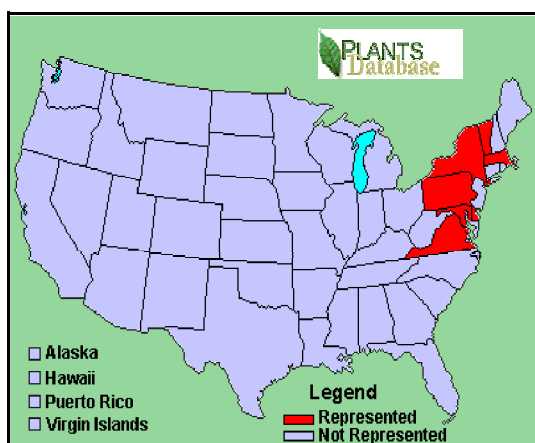 PLANTS
Database
Alaska
Hawaii
Puerto Rico
Virgin Islands
Legend
Represented
Not Represented